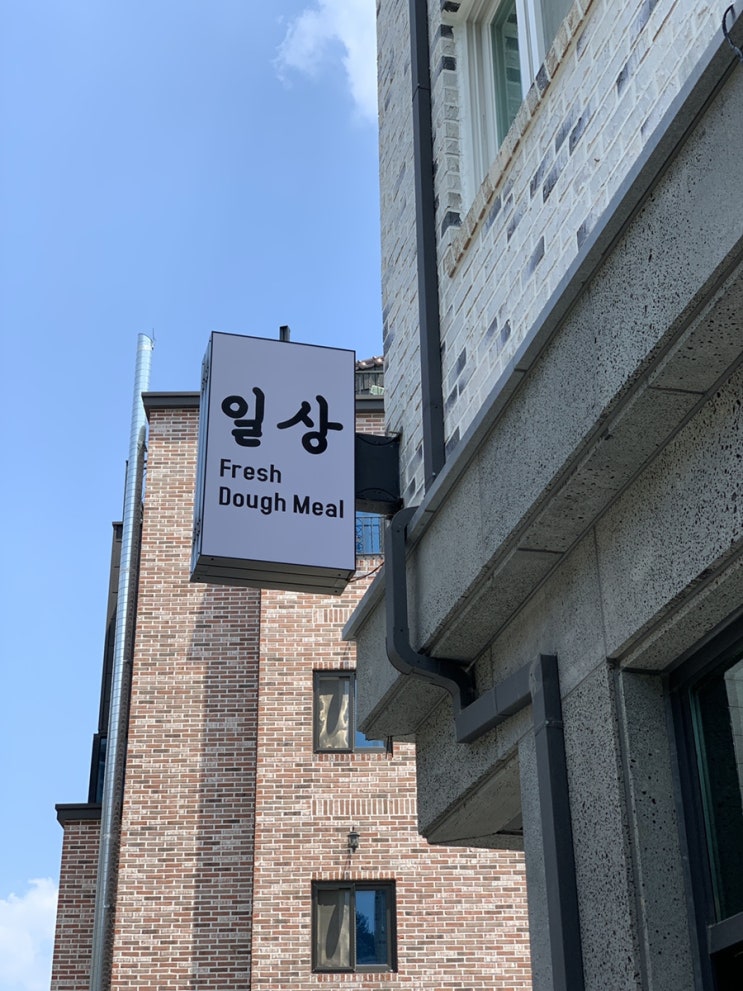 일상
Fresh
Dough Meal